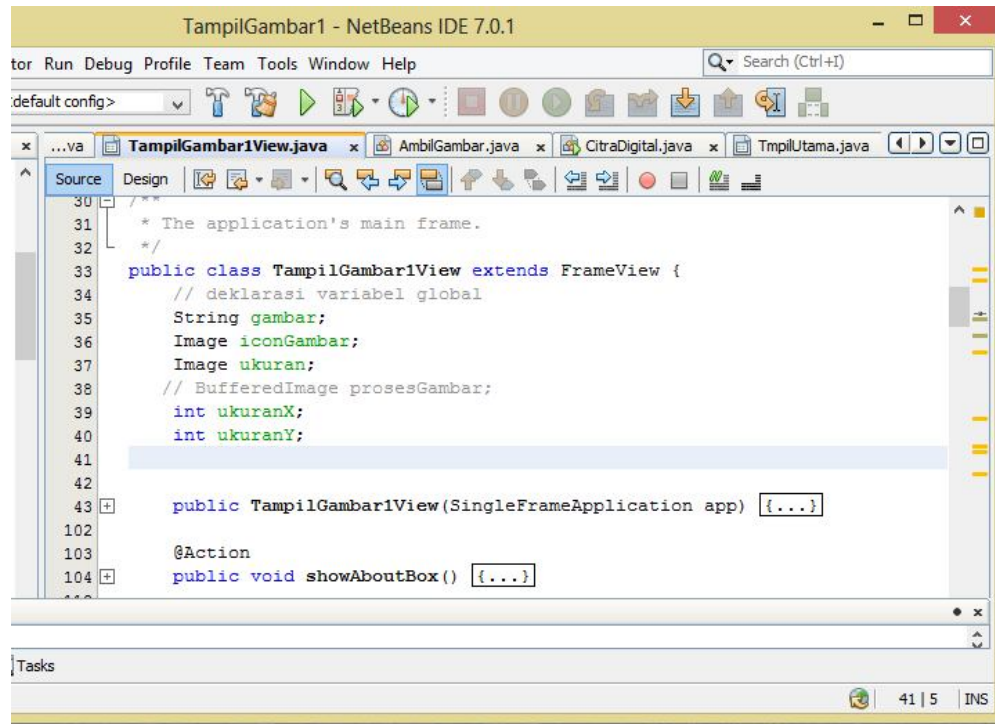 TampilGambar1 - NetBeans IDE 7.0.1
tor Run Debug Profile Team Tools Window Help Search (Ctrl+I)
default config>
...va TampilGambar1View.java AmbilGambar.java CitraDigital.java TmpilUtama.java
Source Design
30 /**
31 * The application's main frame.
32 */
33 public class TampilGambar1View extends FrameView {
34 // deklarasi variabel global
35 String gambar;
36 Image iconGambar;
37 Image ukuran;
38 // BufferedImage prosesGambar;
39 int ukuranX;
40 int ukuranY;
41
42
43 public TampilGambar1View(SingleFrameApplication app) {...}
102
103 @Action
104 public void showAboutBox() {...}
Tasks
41 | 5 INS